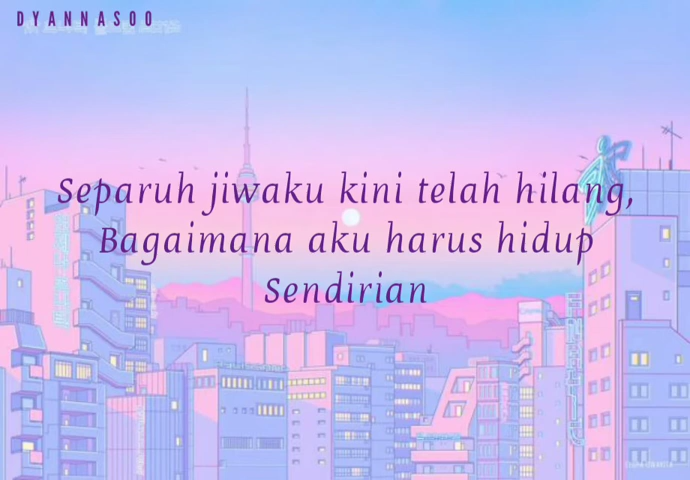 DYANNASOO
Separuh jiwaku kini telah hilang,
Bagaimana aku harus hidup
Sendirian